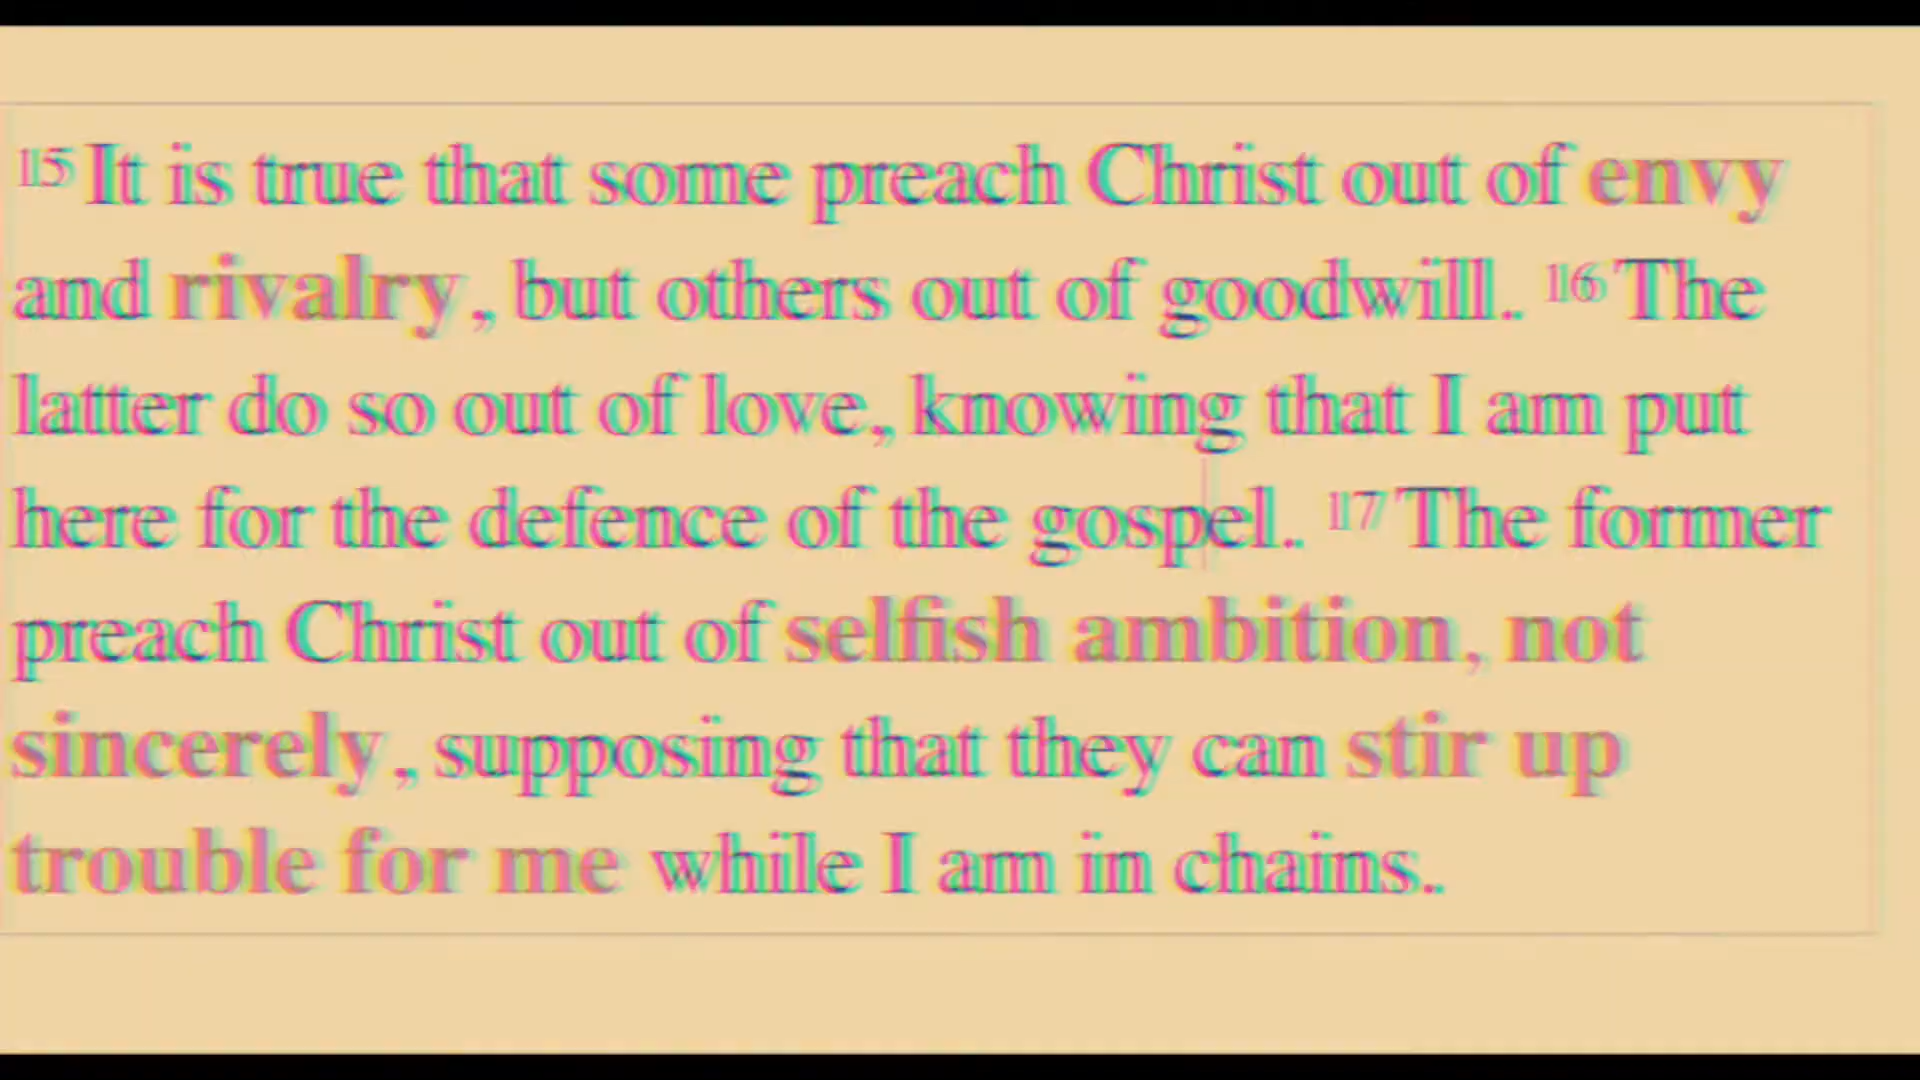 15 It is true that some preach Christ out of envy
and rivalry, but others out of goodwill. 16 The
latter do so out of love, knowing that I am put
here for the defence of the gospel. 17 The former
preach Christ out of selfish ambition, not
sincerely, supposing that they can stir up
trouble for me while I am in chains.